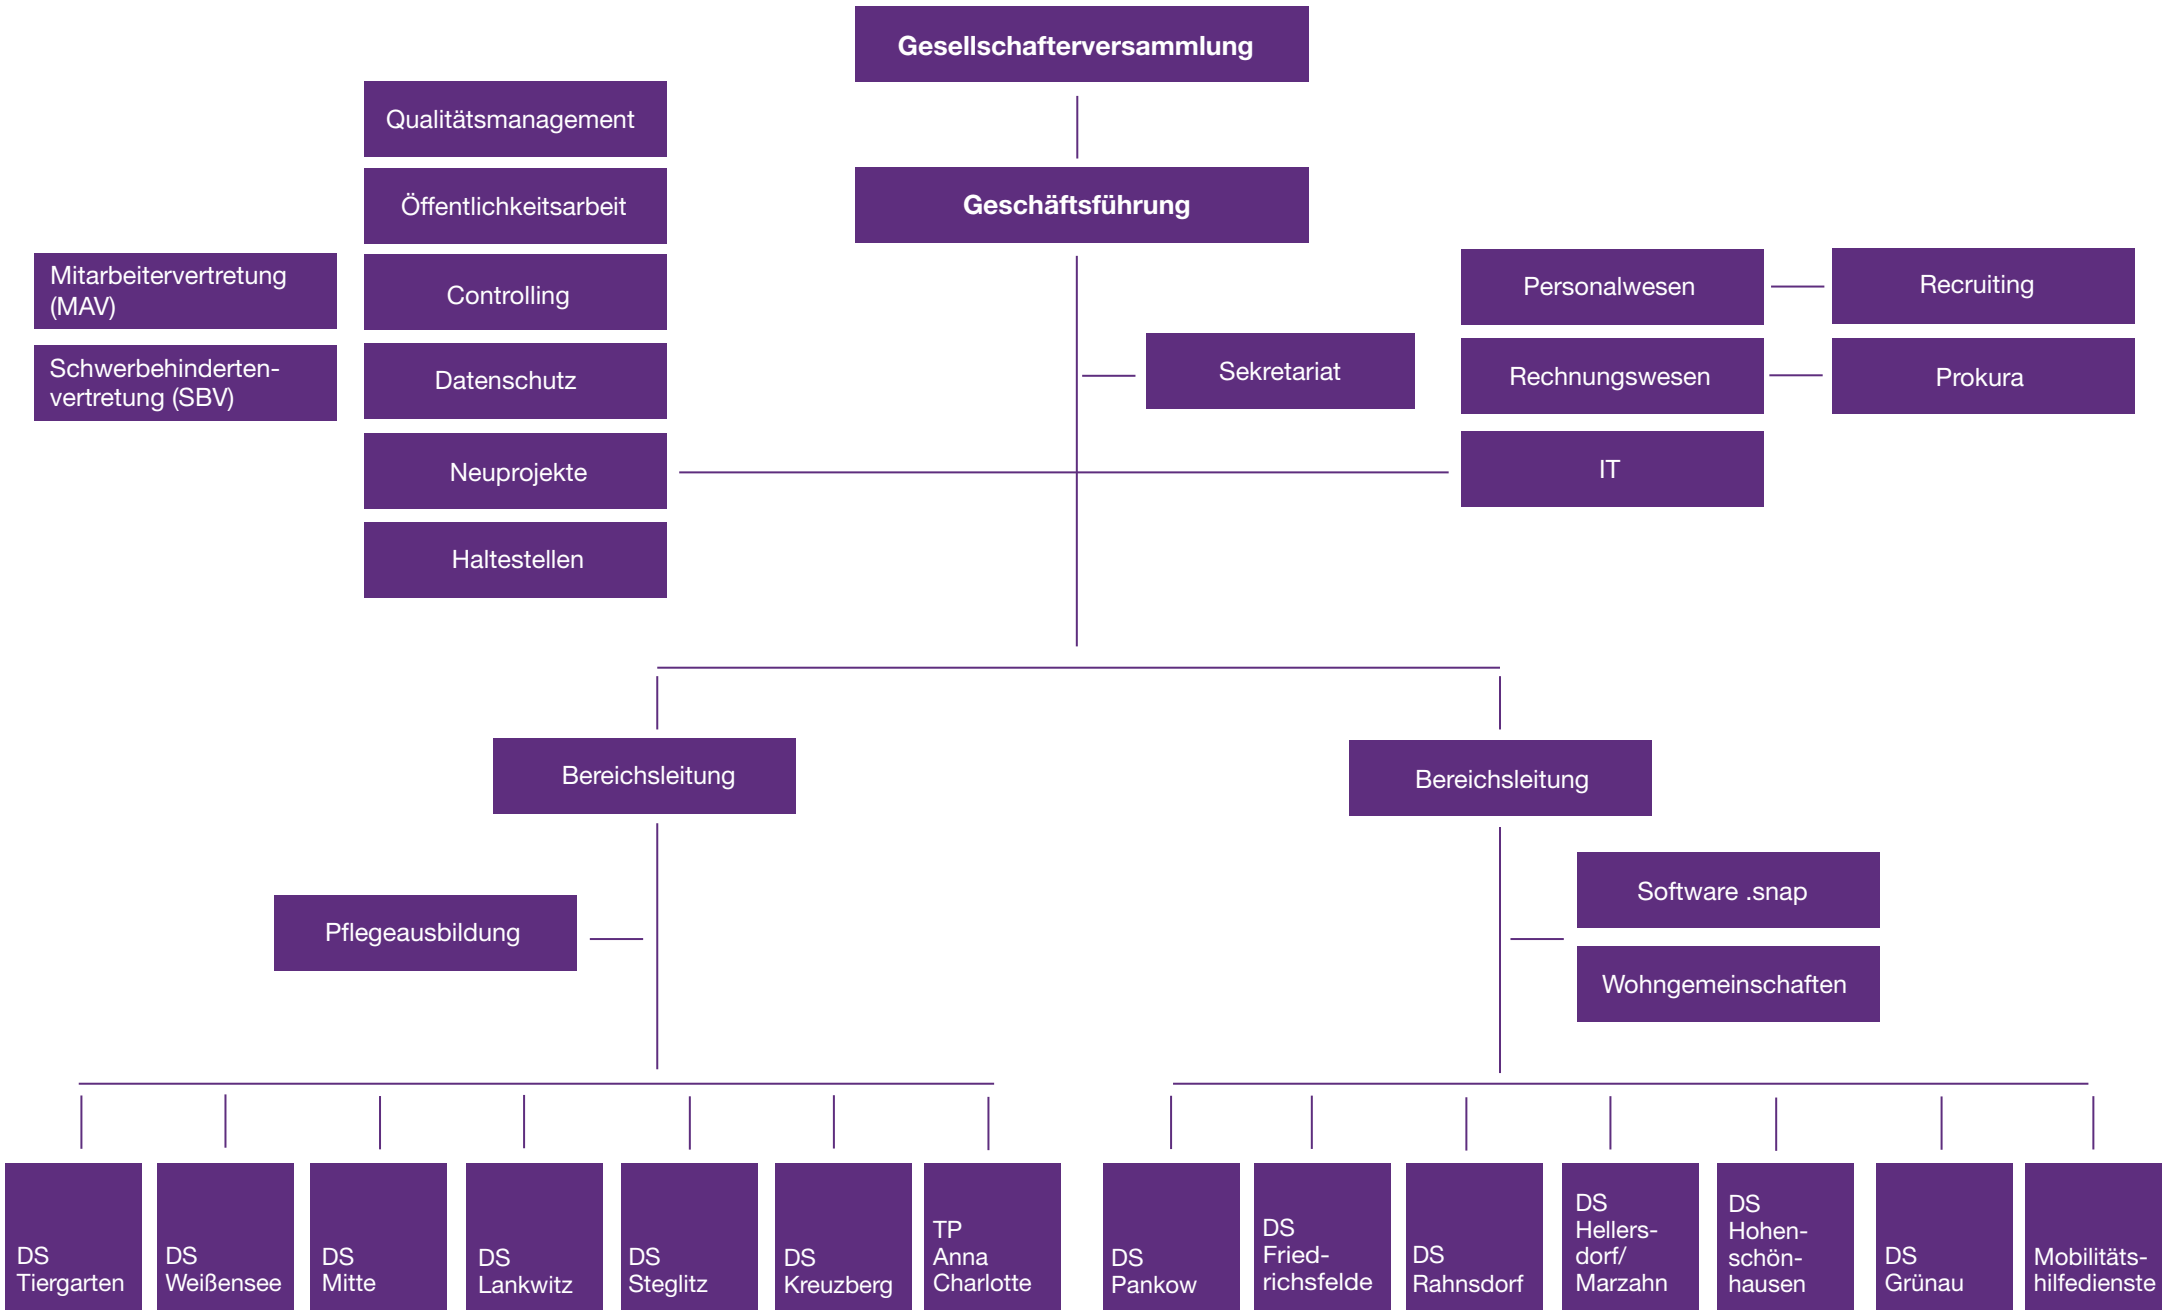 Gesellschafterversammlung
Geschäftsführung
Qualitätsmanagement
Öffentlichkeitsarbeit
Controlling
Datenschutz
Neuprojekte
Haltestellen
Mitarbeitervertretung
(MAV)
Schwerbehinderten-
vertretung (SBV)
Sekretariat
Personalwesen
Recruiting
Rechnungswesen
Prokura
IT
Bereichsleitung
Bereichsleitung
Pflegeausbildung
Software .snap
Wohngemeinschaften
DS
Tiergarten
DS
Weißensee
DS
Mitte
DS
Lankwitz
DS
Steglitz
DS
Kreuzberg
TP
Anna
Charlotte
DS
Pankow
DS
Fried-
richsfelde
DS
Rahnsdorf
DS
Hellers-
dorf/
Marzahn
DS
Hohen-
schön-
hausen
DS
Grünau
Mobilitäts-
hilfedienste